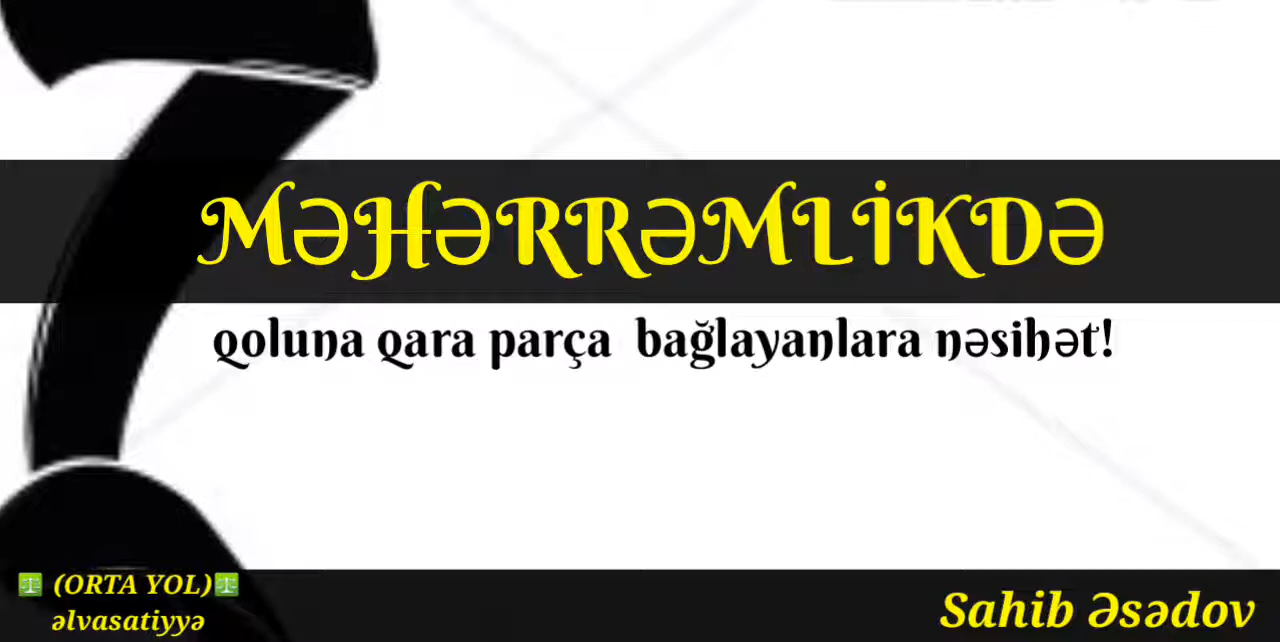 MƏHƏRRƏMLİKDƏ
qoluna qara parça bağlayanlara nəsihət!
(ORTA YOL)
əlvasatiyyə
Sahib Əsədov